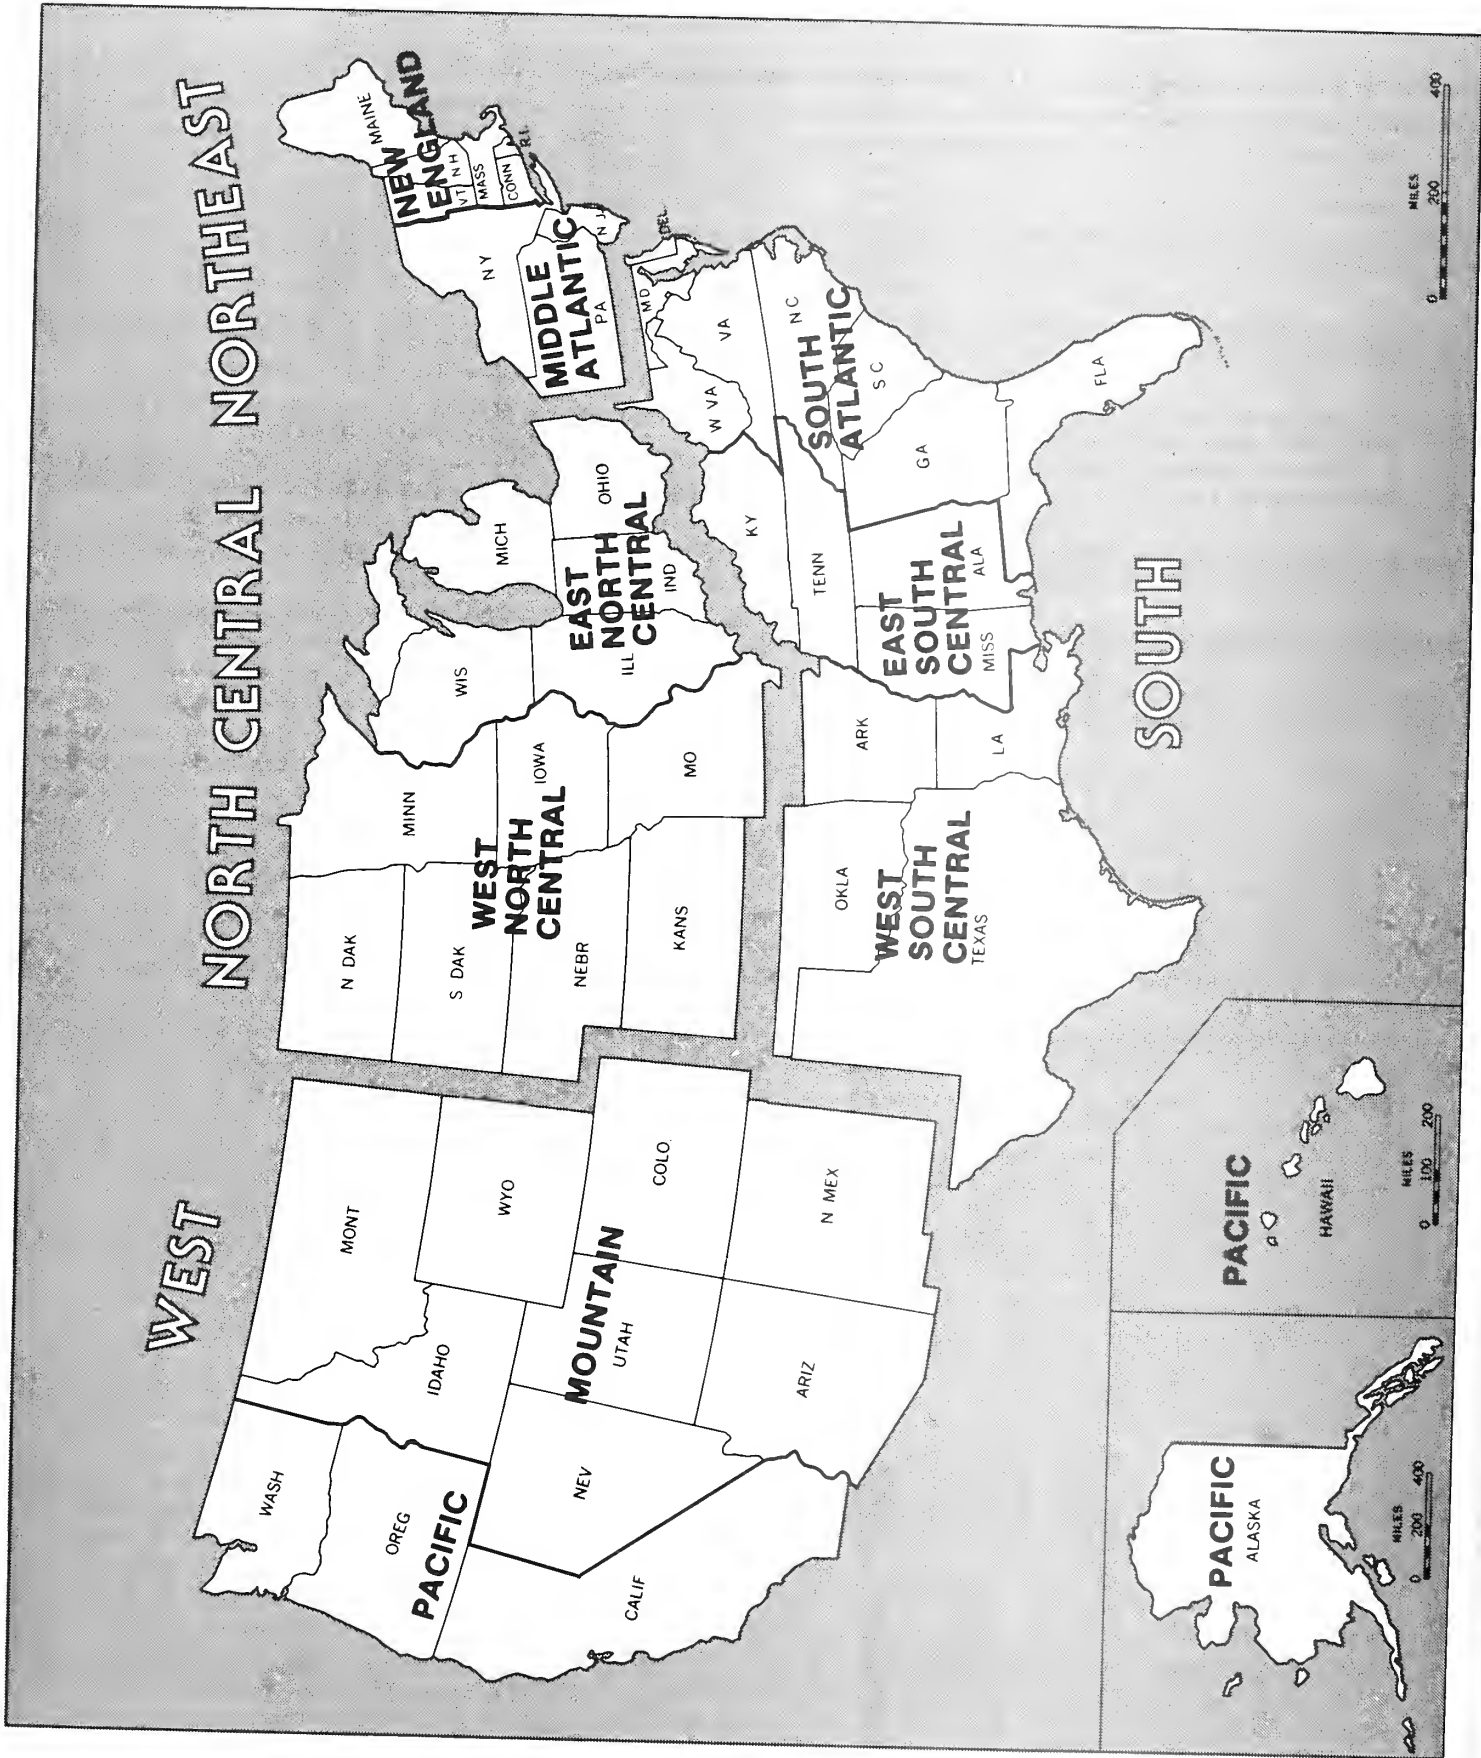 WEST
NORTH CENTRAL
NORTHEAST
WASH
OREG
PACIFIC
CALIF
NEV
IDAHO
MONT
WYO
MOUNTAIN
UTAH
COLO.
ARIZ
N MEX
N DAK
S DAK
NEBR
KANS
MINN
IOWA
MO
WEST
NORTH
CENTRAL
WIS
MICH
ILL
IND
OHIO
EAST
NORTH
CENTRAL
NEW
ENGLAND
MAINE
VT
N H
MASS
CONN
R.I.
MIDDLE
ATLANTIC
N Y
PA
N J
DEL.
MD
VA
W VA
N C
SOUTH
ATLANTIC
S C
GA
FLA
KY
TENN
EAST
SOUTH
CENTRAL
MISS
ALA
ARK
LA
OKLA
WEST
SOUTH
CENTRAL
TEXAS
SOUTH
PACIFIC
ALASKA
MILES
0 200 400
PACIFIC
HAWAII
MILES
0 100 200
MILES
0 200 400